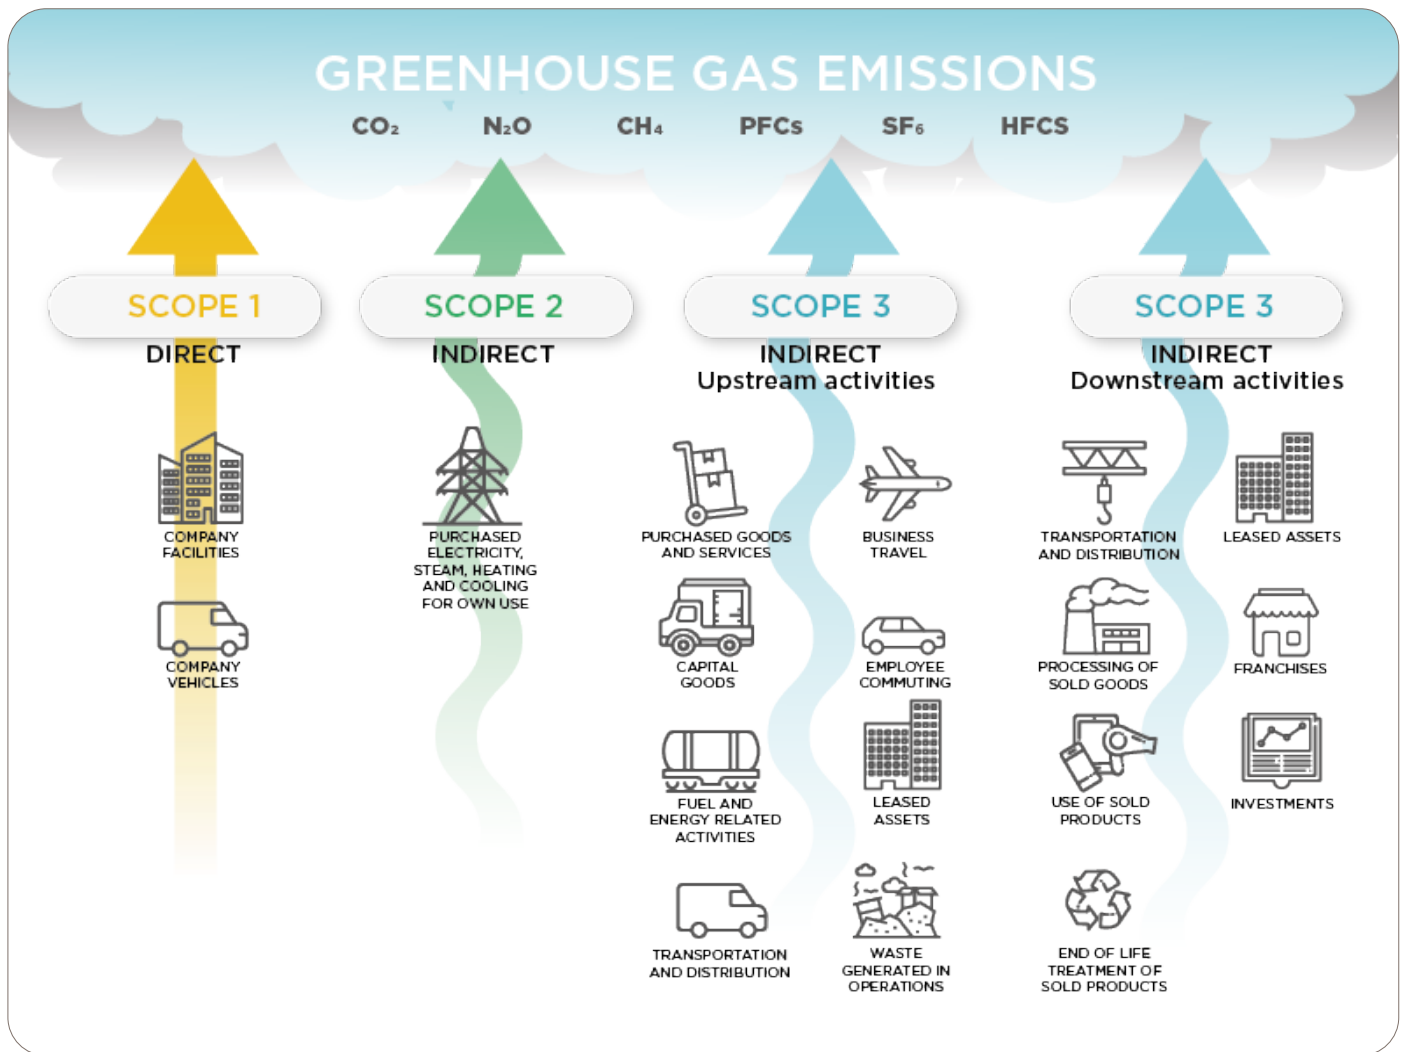 GREENHOUSE GAS EMISSIONS
CO₂ N₂O CH₄ PFCs SF₆ HFCS
SCOPE 1
DIRECT
COMPANY
FACILITIES
COMPANY
VEHICLES
SCOPE 2
INDIRECT
PURCHASED
ELECTRICITY,
STEAM, HEATING
AND COOLING
FOR OWN USE
SCOPE 3
INDIRECT
Upstream activities
PURCHASED GOODS
AND SERVICES
BUSINESS
TRAVEL
CAPITAL
GOODS
EMPLOYEE
COMMUTING
FUEL AND
ENERGY RELATED
ACTIVITIES
LEASED
ASSETS
TRANSPORTATION
AND DISTRIBUTION
WASTE
GENERATED IN
OPERATIONS
SCOPE 3
INDIRECT
Downstream activities
TRANSPORTATION
AND DISTRIBUTION
LEASED ASSETS
PROCESSING OF
SOLD GOODS
FRANCHISES
USE OF SOLD
PRODUCTS
INVESTMENTS
END OF LIFE
TREATMENT OF
SOLD PRODUCTS